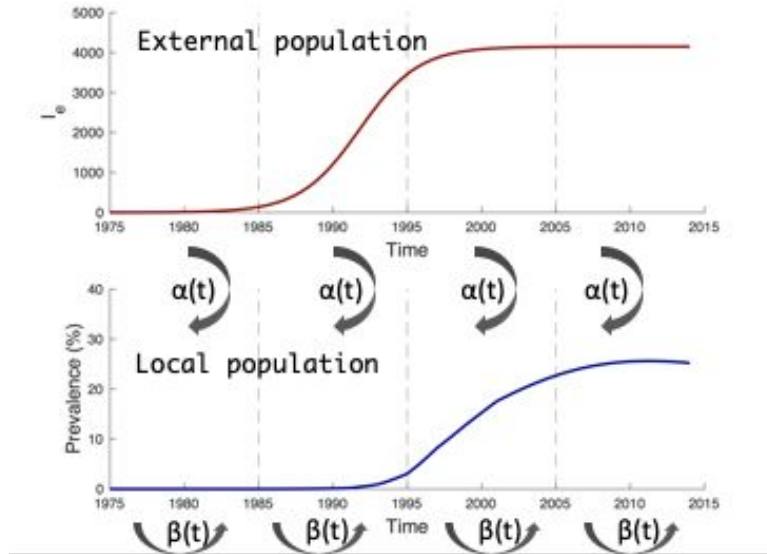 External population
I_e
5000
4000
3000
2000
1000
0
1975 1980 1985 1990 1995 2000 2005 2010 2015
Time
α(t) α(t) α(t) α(t)
Local population
Prevalence (%)
40
30
20
10
0
1975 1980 1985 1990 1995 2000 2005 2010 2015
Time
β(t) β(t) β(t) β(t)